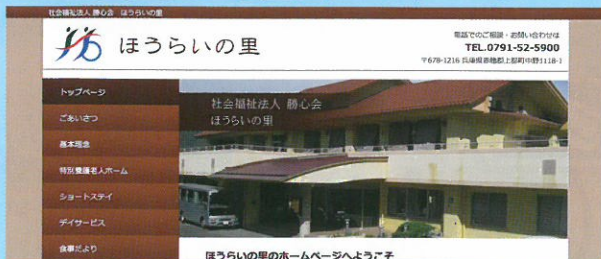 社会福祉法人 勝心会 ほうらいの里
ほうらいの里
電話でのご相談・お問い合わせは
TEL.0791-52-5900
〒678-1216 兵庫県赤穂郡上郡町中野1118-1
トップページ
ごあいさつ
基本理念
特別養護老人ホーム
ショートステイ
デイサービス
食事だより
社会福祉法人 勝心会
ほうらいの里
ほうらいの里のホームページへようこそ